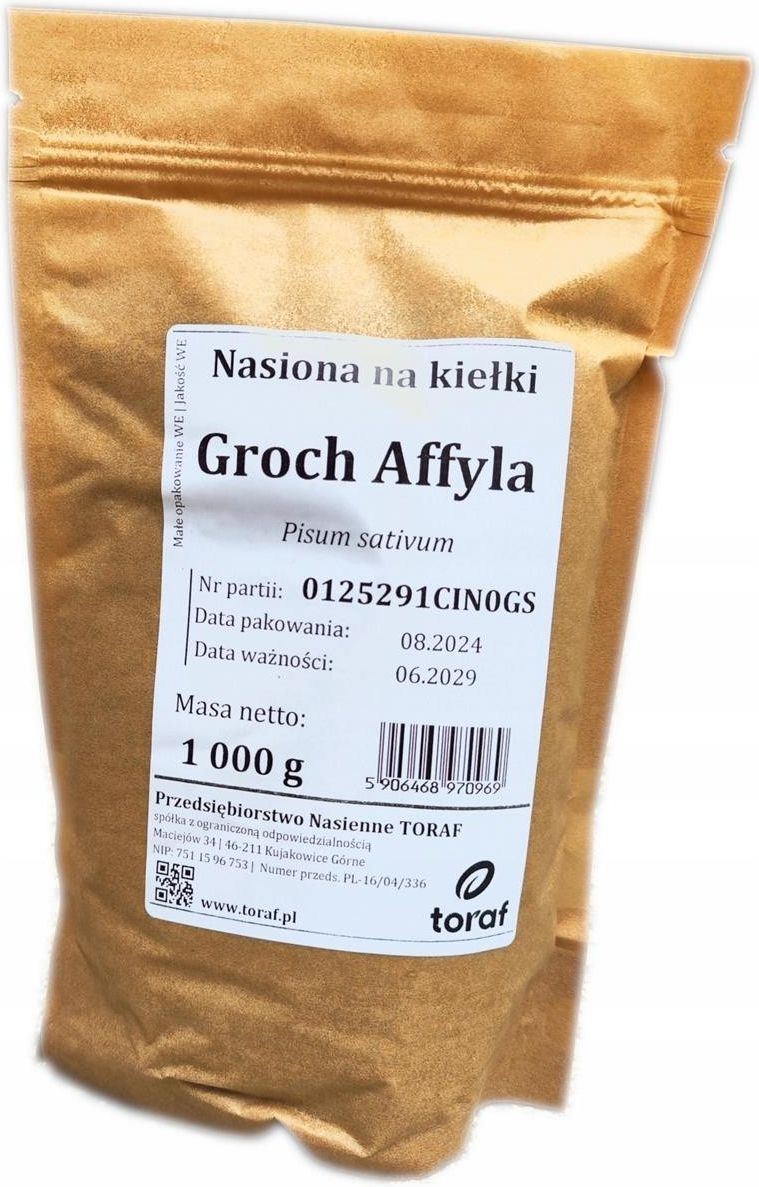 Nasiona na kiełki
Groch Affyla
Pisum sativum
Małe opakowanie WE | Jakość WE
Nr partii: 0125291CIN0GS
Data pakowania: 08.2024
Data ważności: 06.2029
Masa netto:
1 000 g
5 906468 970969
Przedsiębiorstwo Nasienne TORAF
spółka z ograniczoną odpowiedzialnością
Maciejów 34 | 46-211 Kujakowice Górne
NIP: 751 15 96 753 | Numer przeds. PL-16/04/336
www.toraf.pl
toraf